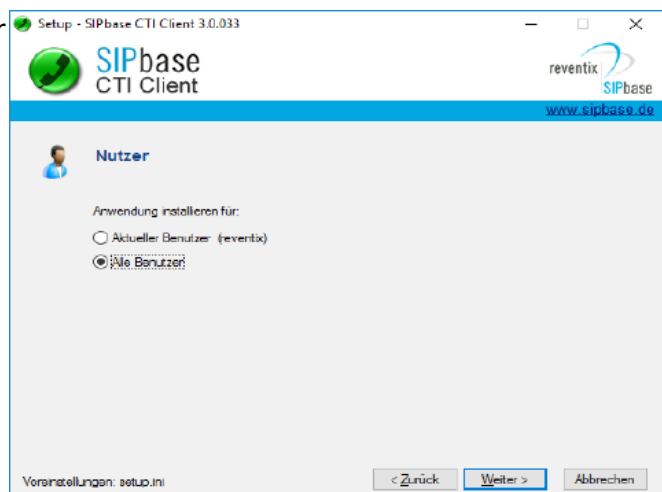 r
Setup - SIPbase CTI Client 3.0.033
SIPbase
CTI Client
reventix
SIPbase
www.sipbase.de
Nutzer
Anwendung installieren für:
Aktueller Benutzer (reventix)
Alle Benutzer
Voreinstellungen: setup.ini
< Zurück
Weiter >
Abbrechen